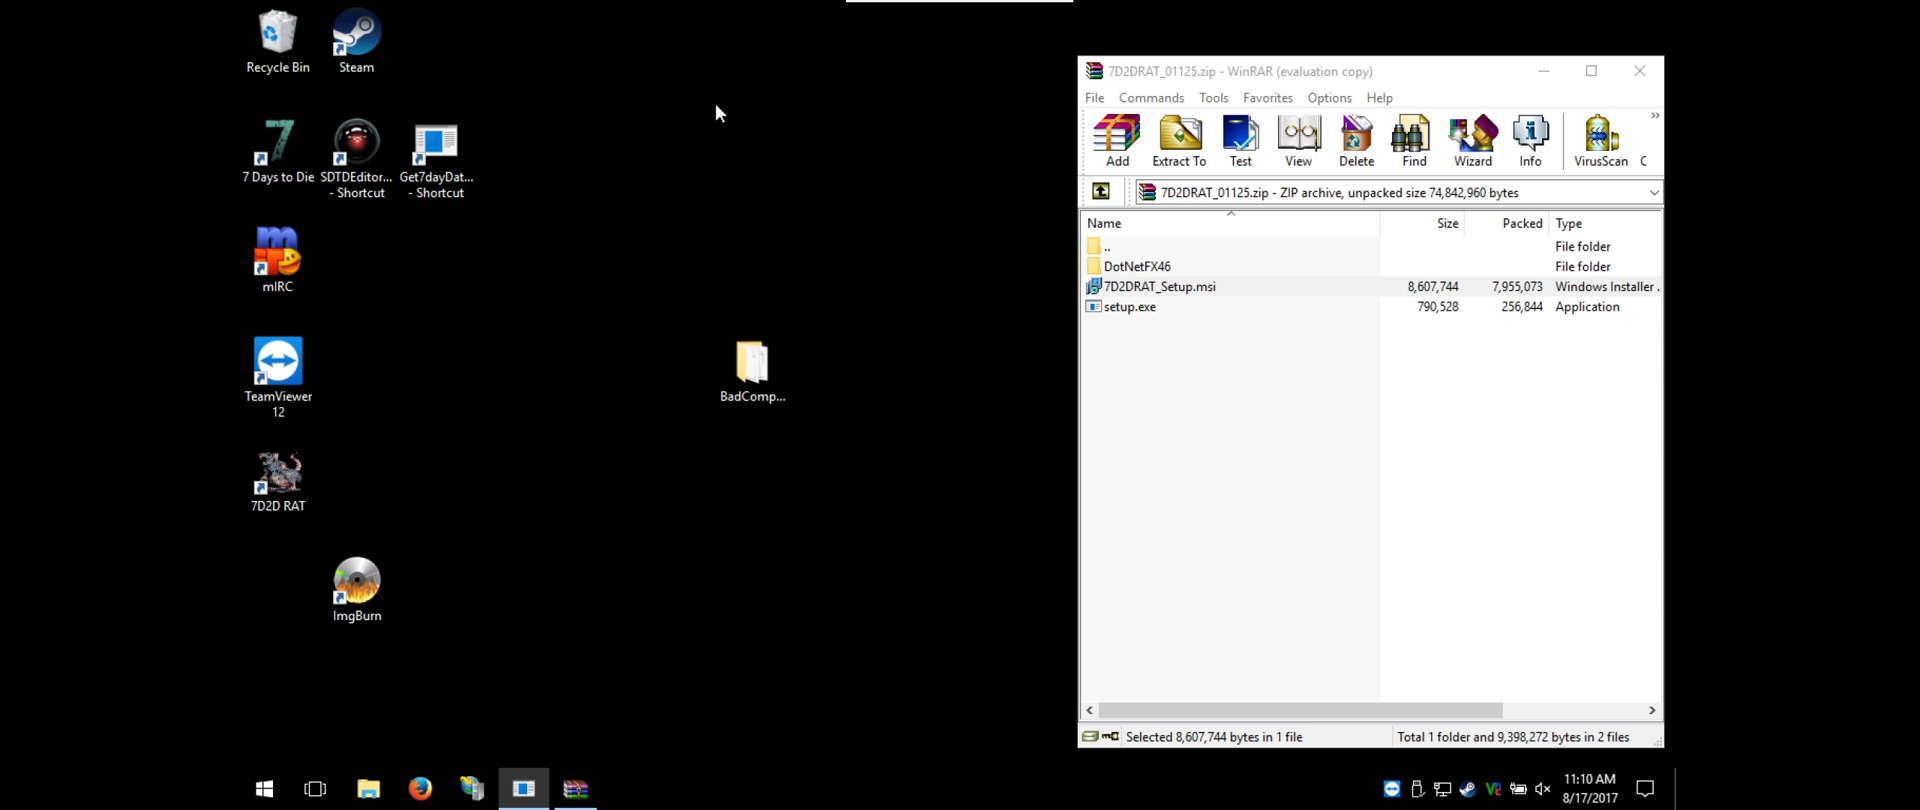 Recycle Bin
Steam
7 Days to Die
SDTDEditor...
- Shortcut
Get7dayDat...
- Shortcut
mIRC
TeamViewer
12
7D2D RAT
ImgBurn
BadComp...
7D2DRAT_01125.zip - WinRAR (evaluation copy)
File Commands Tools Favorites Options Help
Add Extract To Test View Delete Find Wizard Info VirusScan C
7D2DRAT_01125.zip - ZIP archive, unpacked size 74,842,960 bytes
Name Size Packed Type
.. File folder
DotNetFX46 File folder
7D2DRAT_Setup.msi 8,607,744 7,955,073 Windows Installer .
setup.exe 790,528 256,844 Application
Selected 8,607,744 bytes in 1 file Total 1 folder and 9,398,272 bytes in 2 files
11:10 AM
8/17/2017